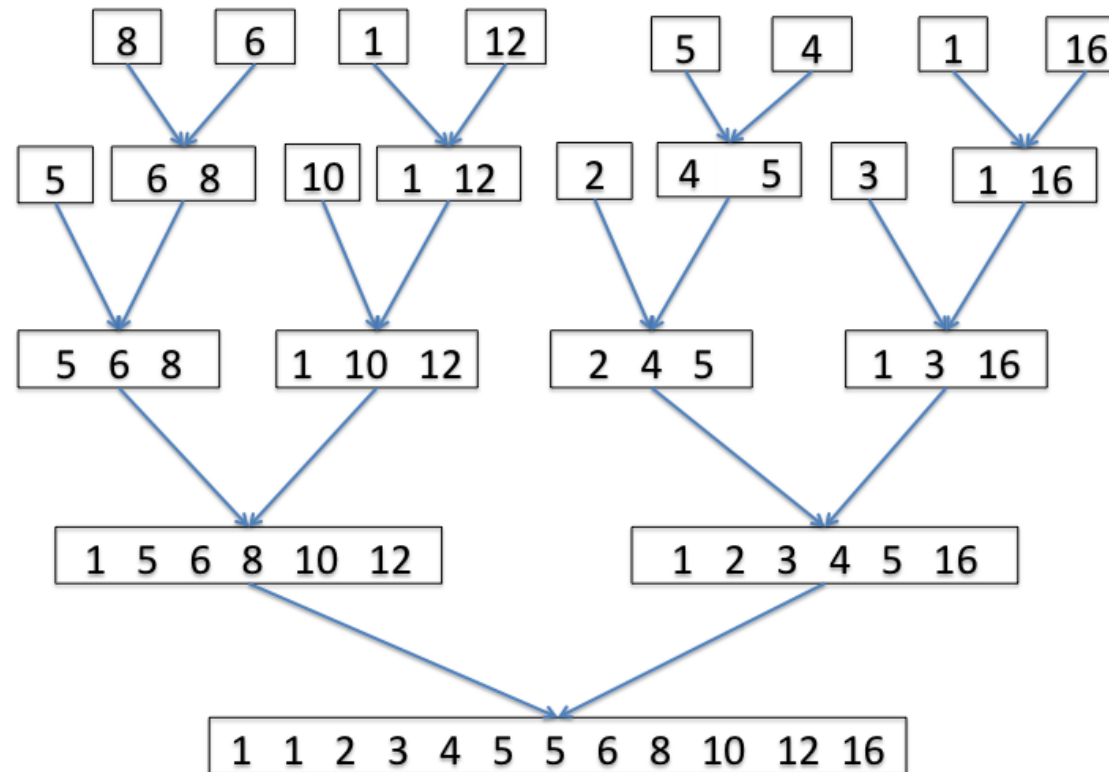 8 6 1 12 5 4 1 16
5 6 8 10 1 12 2 4 5 3 1 16
5 6 8 1 10 12 2 4 5 1 3 16
1 5 6 8 10 12 1 2 3 4 5 16
1 1 2 3 4 5 5 6 8 10 12 16